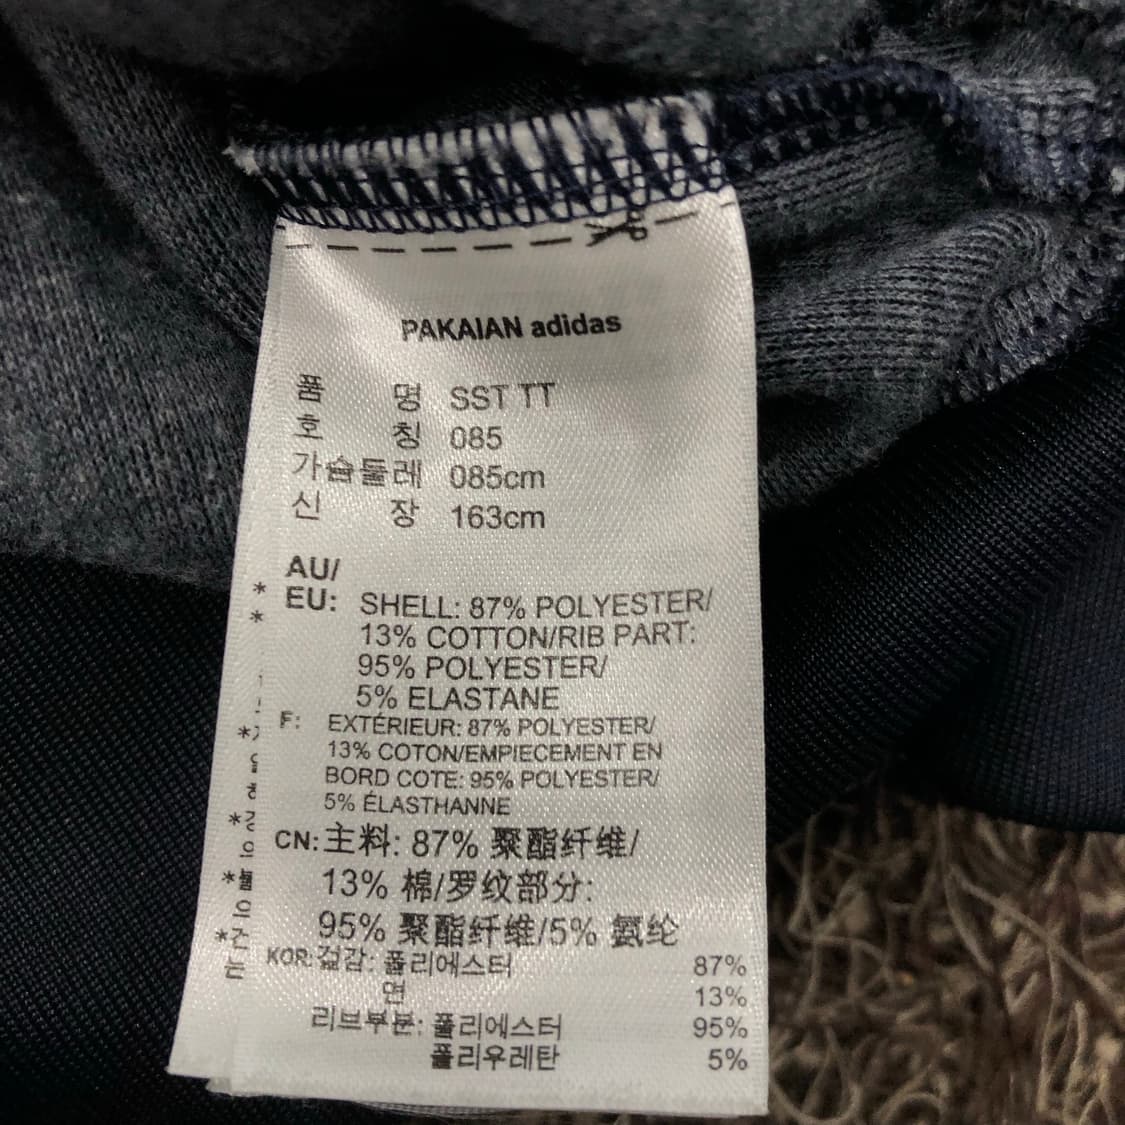 PAKAIAN adidas
품 명 SST TT
호 칭 085
가슴둘레 085cm
신 장 163cm
AU/
EU: SHELL: 87% POLYESTER/
13% COTTON/RIB PART:
95% POLYESTER/
5% ELASTANE
F: EXTÉRIEUR: 87% POLYESTER/
13% COTON/EMPIECEMENT EN
BORD COTE: 95% POLYESTER/
5% ÉLASTHANNE
CN: 主料: 87% 聚酯纤维/
13% 棉/罗纹部分:
95% 聚酯纤维/5% 氨纶
KOR: 겉감: 폴리에스터 87%
면 13%
리브부분: 폴리에스터 95%
폴리우레탄 5%